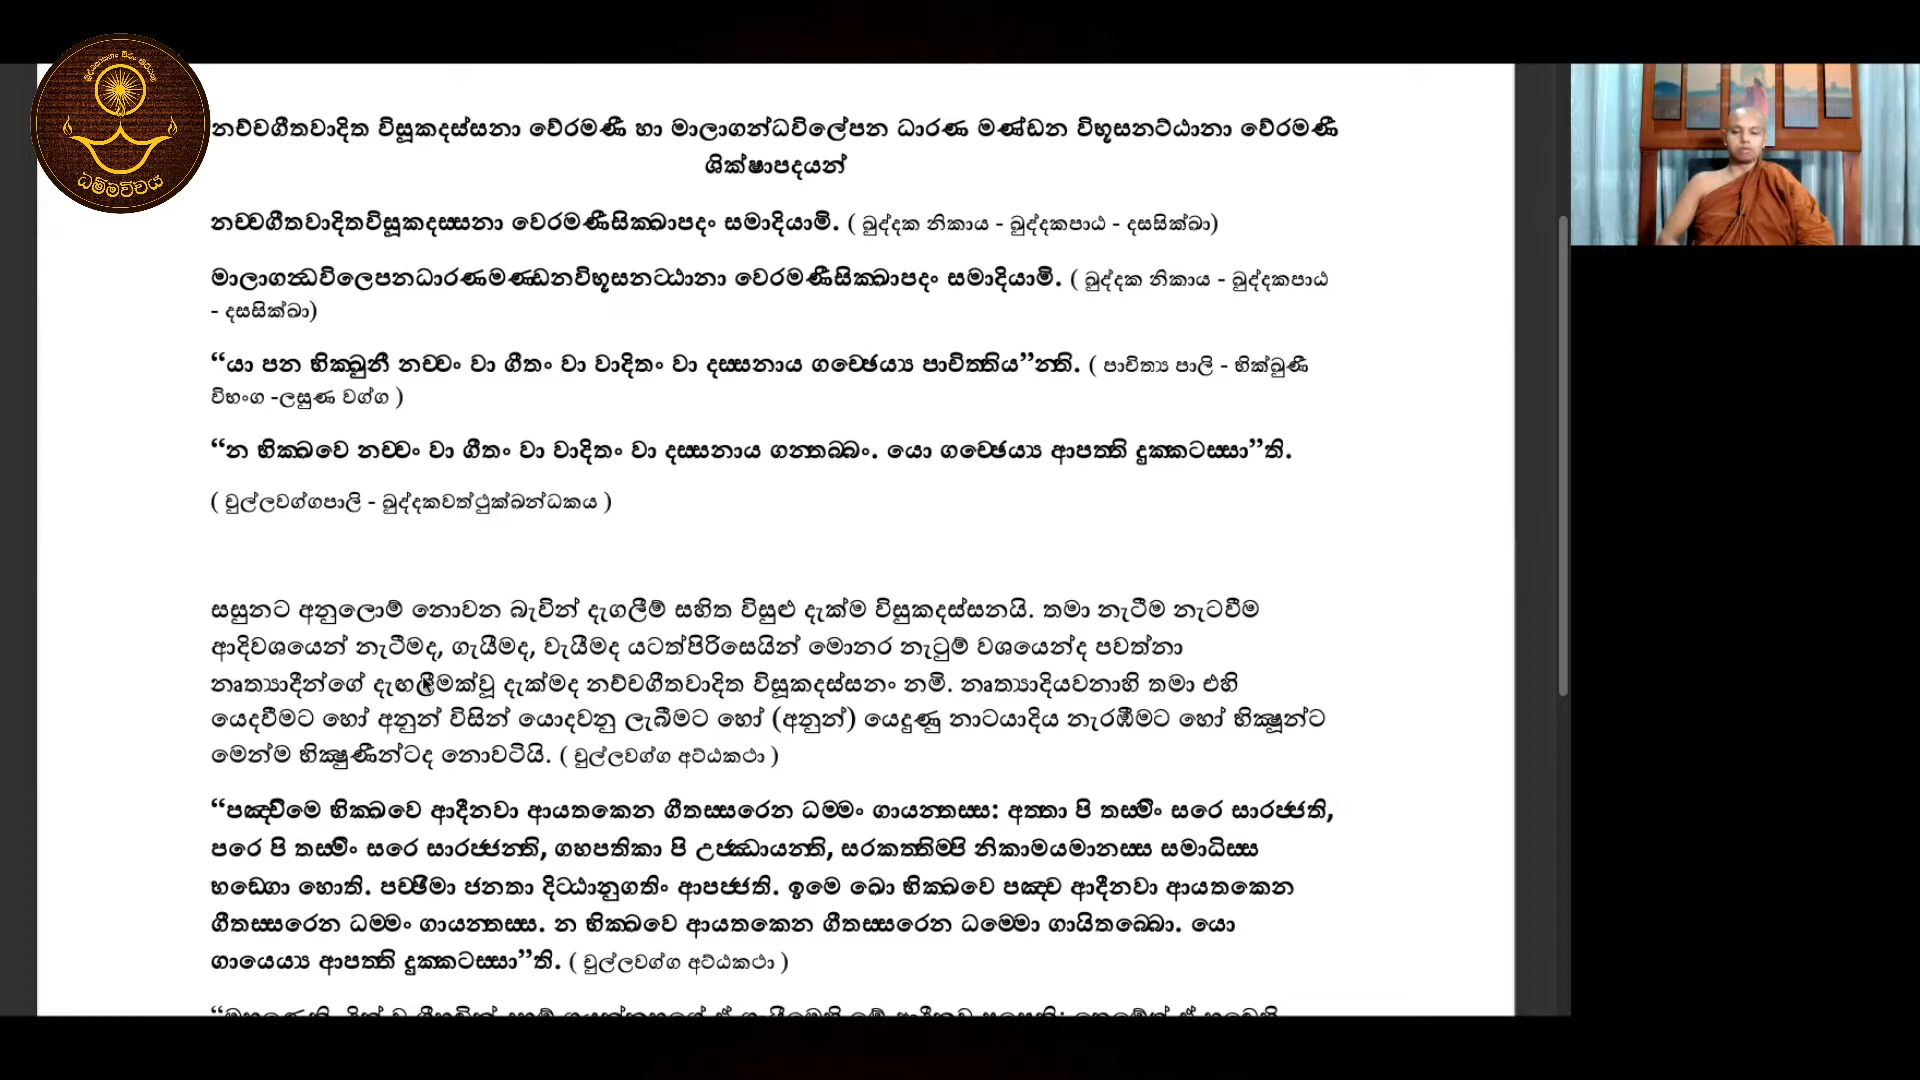 නච්චගීතවාදිත විසූකදස්සනා වේරමණී හා මාලාගන්ධවිලේපන ධාරණ මණ්ඩන විභූසනට්ඨානා වේරමණී
ශික්ෂාපදයන්
නච්චගීතවාදිතවිසූකදස්සනා වෙරමණීසික්ඛාපදං සමාදියාමි. ( ඛුද්දක නිකාය - ඛුද්දකපාඨ - දසසික්ඛා)
මාලාගන්ධවිලෙපනධාරණමණ්ඩනවිභූසනට්ඨානා වෙරමණීසික්ඛාපදං සමාදියාමි. ( ඛුද්දක නිකාය - ඛුද්දකපාඨ
- දසසික්ඛා)
“යා පන භික්ඛුනී නච්චං වා ගීතං වා වාදිතං වා දස්සනාය ගච්ඡෙය්‍ය පාචිත්තිය”න්ති. ( පාචිත්‍ය පාලි - භික්ඛුණී
විභංග -ලසුණ වග්ග )
“න භික්ඛවෙ නච්චං වා ගීතං වා වාදිතං වා දස්සනාය ගන්තබ්බං. යො ගච්ඡෙය්‍ය ආපත්ති දුක්කටස්සා”ති.
( චුල්ලවග්ගපාලි - ඛුද්දකවත්ථුක්ඛන්ධකය )
සසුනට අනුලොම් නොවන බැවින් දැගලීම් සහිත විසුළු දැක්ම විසුකදස්සනයි. තමා නැටීම නැටවීම
ආදිවශයෙන් නැටීමද, ගැයීමද, වැයීමද යටත්පිරිසෙයින් මොනර නැටුම් වශයෙන්ද පවත්නා
නෘත්‍යාදීන්ගේ දැඟලීමක්වූ දැක්මද නච්චගීතවාදිත විසූකදස්සනං නමි. නෘත්‍යාදියවනාහි තමා එහි
යෙදවීමට හෝ අනුන් විසින් යොදවනු ලැබීමට හෝ (අනුන්) යෙදුණු නාට්‍යාදිය නැරඹීමට හෝ භික්‍ෂූන්ට
මෙන්ම භික්‍ෂුණීන්ටද නොවටියි. ( චුල්ලවග්ග අට්ඨකථා )
“පඤ්චිමෙ භික්ඛවෙ ආදීනවා ආයතකෙන ගීතස්සරෙන ධම්මං ගායන්තස්ස: අත්තා පි තස්මිං සරෙ සාරජ්ජති,
පරෙ පි තස්මිං සරෙ සාරජ්ජන්ති, ගහපතිකා පි උජ්ඣායන්ති, සරකත්තිම්පි නිකාමයමානස්ස සමාධිස්ස
භඞ්ගො හොති. පච්ඡිමා ජනතා දිට්ඨානුගතිං ආපජ්ජති. ඉමෙ ඛො භික්ඛවෙ පඤ්ච ආදීනවා ආයතකෙන
ගීතස්සරෙන ධම්මං ගායන්තස්ස. න භික්ඛවෙ ආයතකෙන ගීතස්සරෙන ධම්මො ගායිතබ්බො. යො
ගායෙය්‍ය ආපත්ති දුක්කටස්සා”ති. ( චුල්ලවග්ග අට්ඨකථා )
ධම්මවිචය